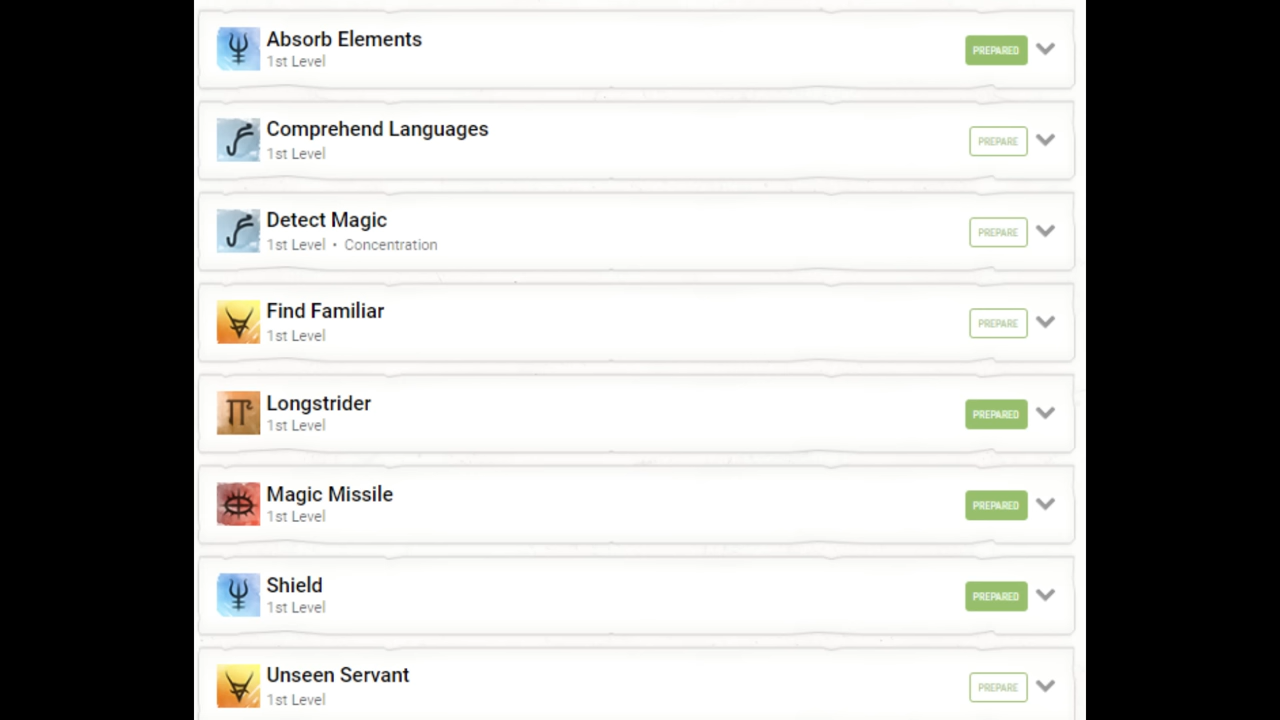 Absorb Elements
1st Level
PREPARED
Comprehend Languages
1st Level
PREPARE
Detect Magic
1st Level • Concentration
PREPARE
Find Familiar
1st Level
PREPARE
Longstrider
1st Level
PREPARED
Magic Missile
1st Level
PREPARED
Shield
1st Level
PREPARED
Unseen Servant
1st Level
PREPARE